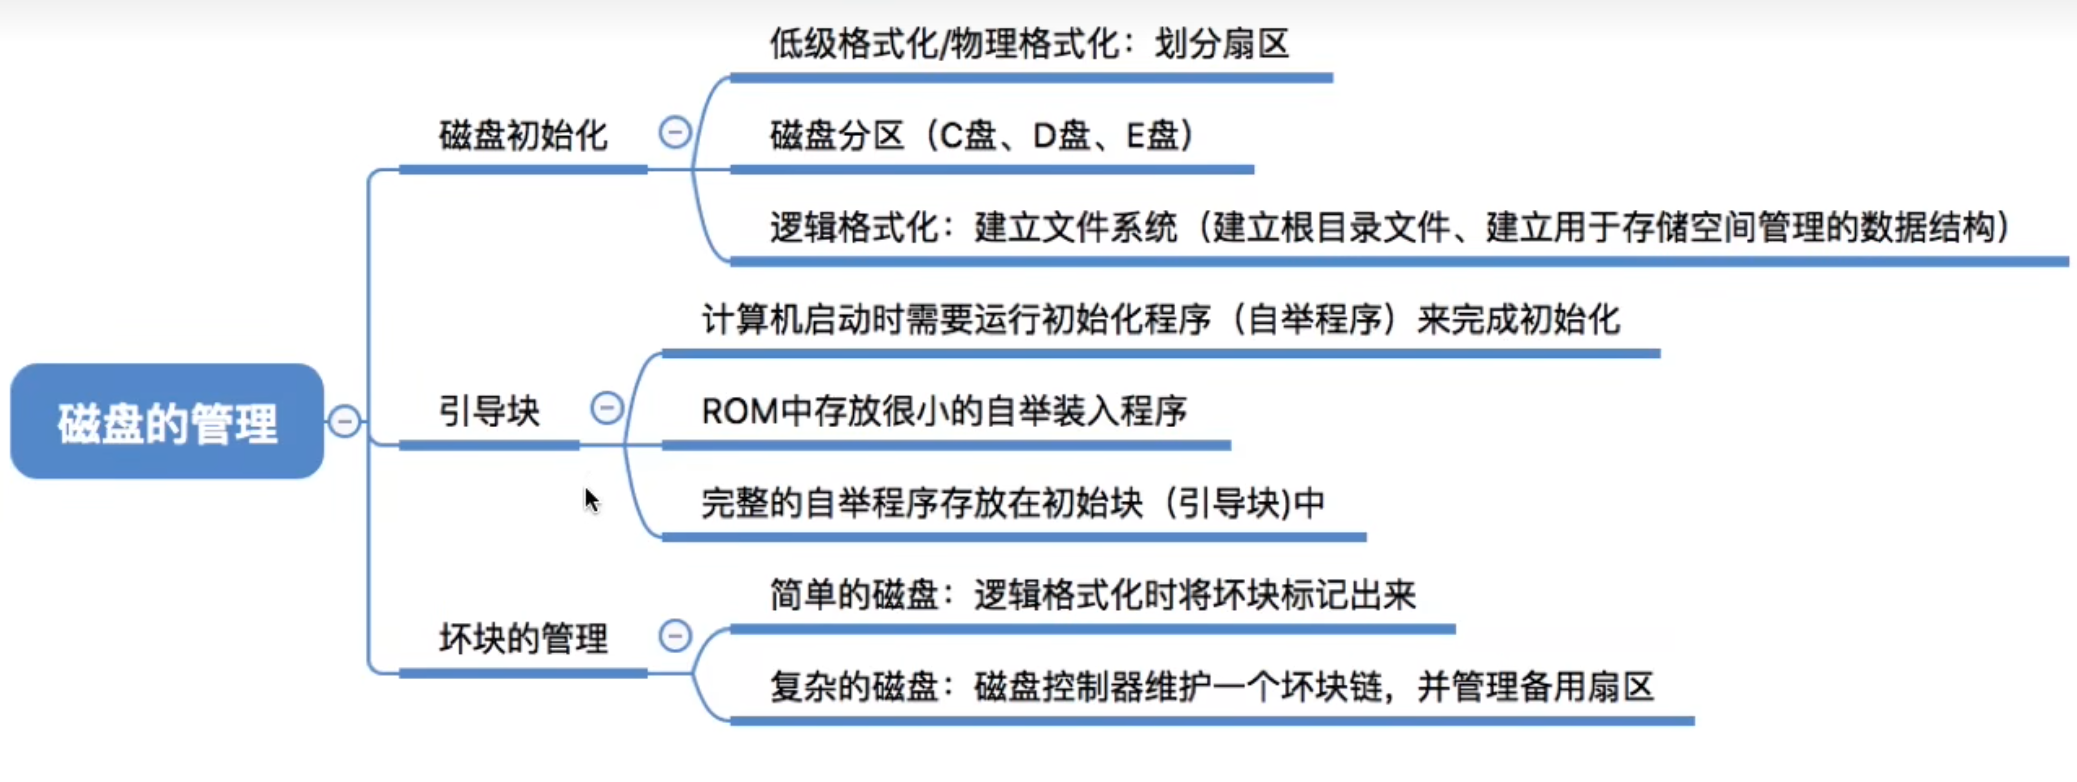 低级格式化/物理格式化：划分扇区
磁盘初始化
磁盘分区（C盘、D盘、E盘）
逻辑格式化：建立文件系统（建立根目录文件、建立用于存储空间管理的数据结构）
计算机启动时需要运行初始化程序（自举程序）来完成初始化
磁盘的管理
引导块
ROM中存放很小的自举装入程序
完整的自举程序存放在初始块（引导块)中
简单的磁盘：逻辑格式化时将坏块标记出来
坏块的管理
复杂的磁盘：磁盘控制器维护一个坏块链，并管理备用扇区